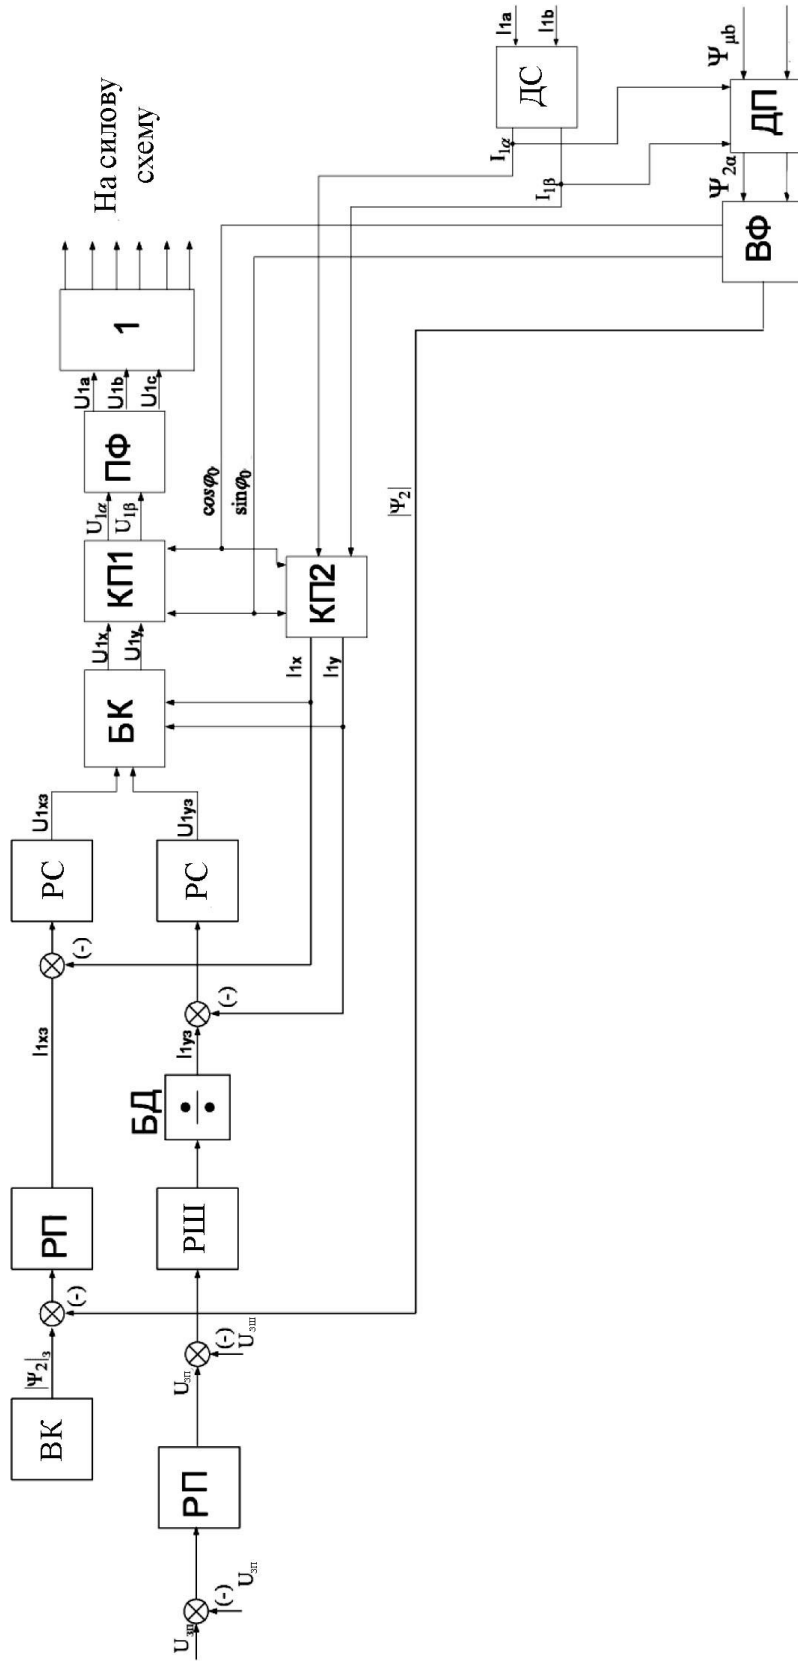 ВК
|Ψ2|з
(-)
РП
I1xз
(-)
РС
U1xз
Uзп
(-)
Uзп
РП
Uзп
(-)
Uзш
РШ
БД
I1yз
(-)
РС
U1yз
БК
U1x
U1y
КП1
U1α
U1β
ПФ
U1a
U1b
U1c
1
На силову
схему
cosφ0
sinφ0
I1x
I1y
КП2
|Ψ2|
I1α
I1β
ДС
I1a
I1b
ВФ
Ψ2α
ДП
Ψμb